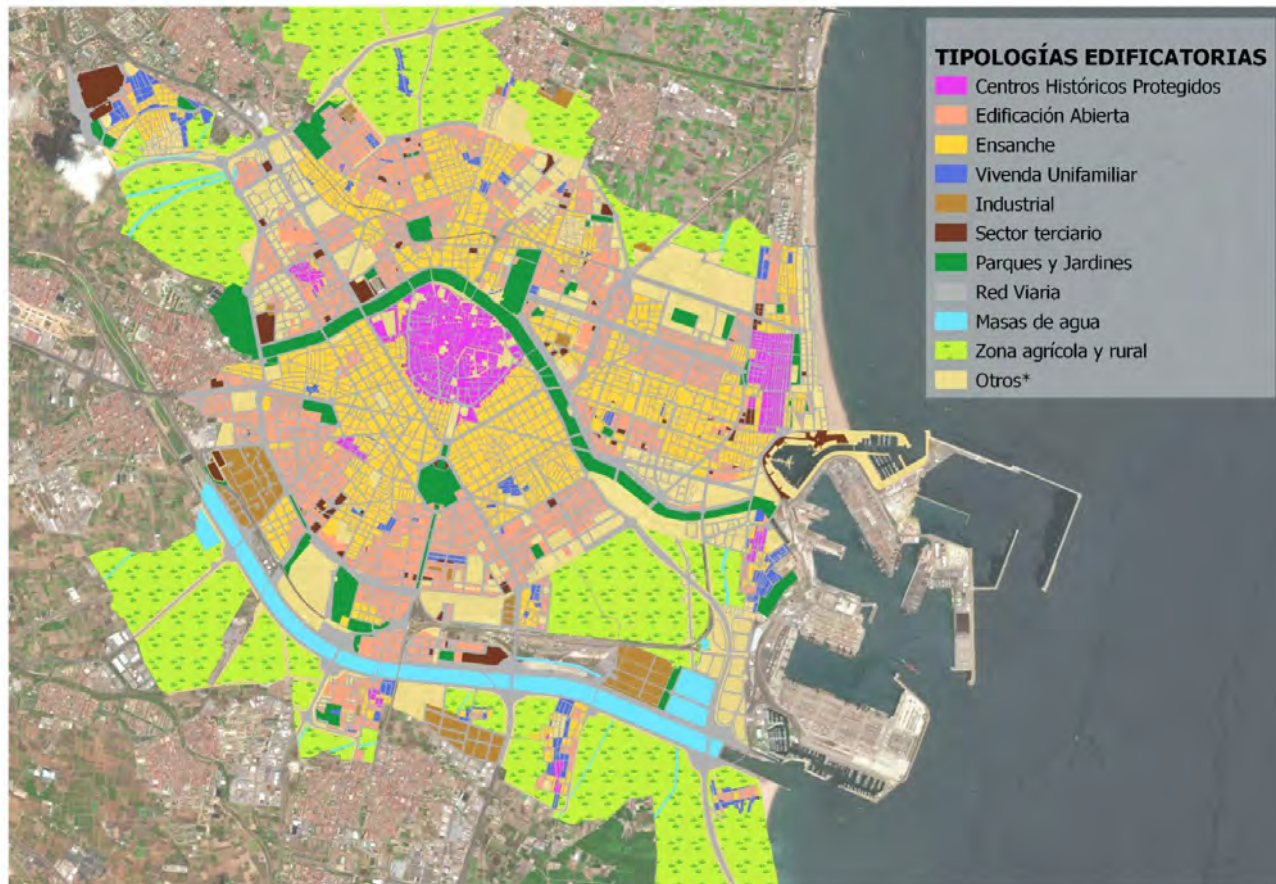 TIPOLOGÍAS EDIFICATORIAS
Centros Históricos Protegidos
Edificación Abierta
Ensanche
Vivenda Unifamiliar
Industrial
Sector terciario
Parques y Jardines
Red Viaria
Masas de agua
Zona agrícola y rural
Otros*